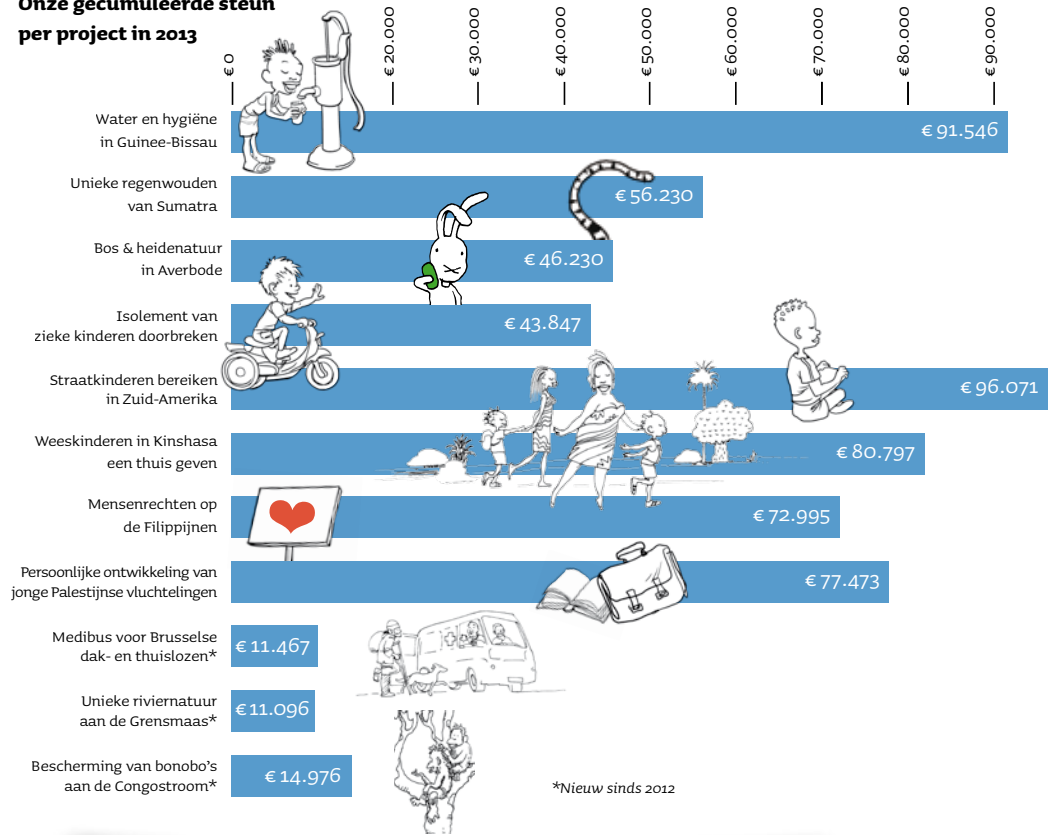 Onze gecumuleerde steun
per project in 2013
€ 0
€ 20.000
€ 30.000
€ 40.000
€ 50.000
€ 60.000
€ 70.000
€ 80.000
€ 90.000
Water en hygiëne
in Guinee-Bissau
€ 91.546
Unieke regenwouden
van Sumatra
€ 56.230
Bos & heidenatuur
in Averbode
€ 46.230
Isolement van
zieke kinderen doorbreken
€ 43.847
Straatkinderen bereiken
in Zuid-Amerika
€ 96.071
Weeskinderen in Kinshasa
een thuis geven
€ 80.797
Mensenrechten op
de Filippijnen
€ 72.995
Persoonlijke ontwikkeling van
jonge Palestijnse vluchtelingen
€ 77.473
Medibus voor Brusselse
dak- en thuislozen*
€ 11.467
Unieke riviernatuur
aan de Grensmaas*
€ 11.096
Bescherming van bonobo's
aan de Congostroom*
€ 14.976
*Nieuw sinds 2012